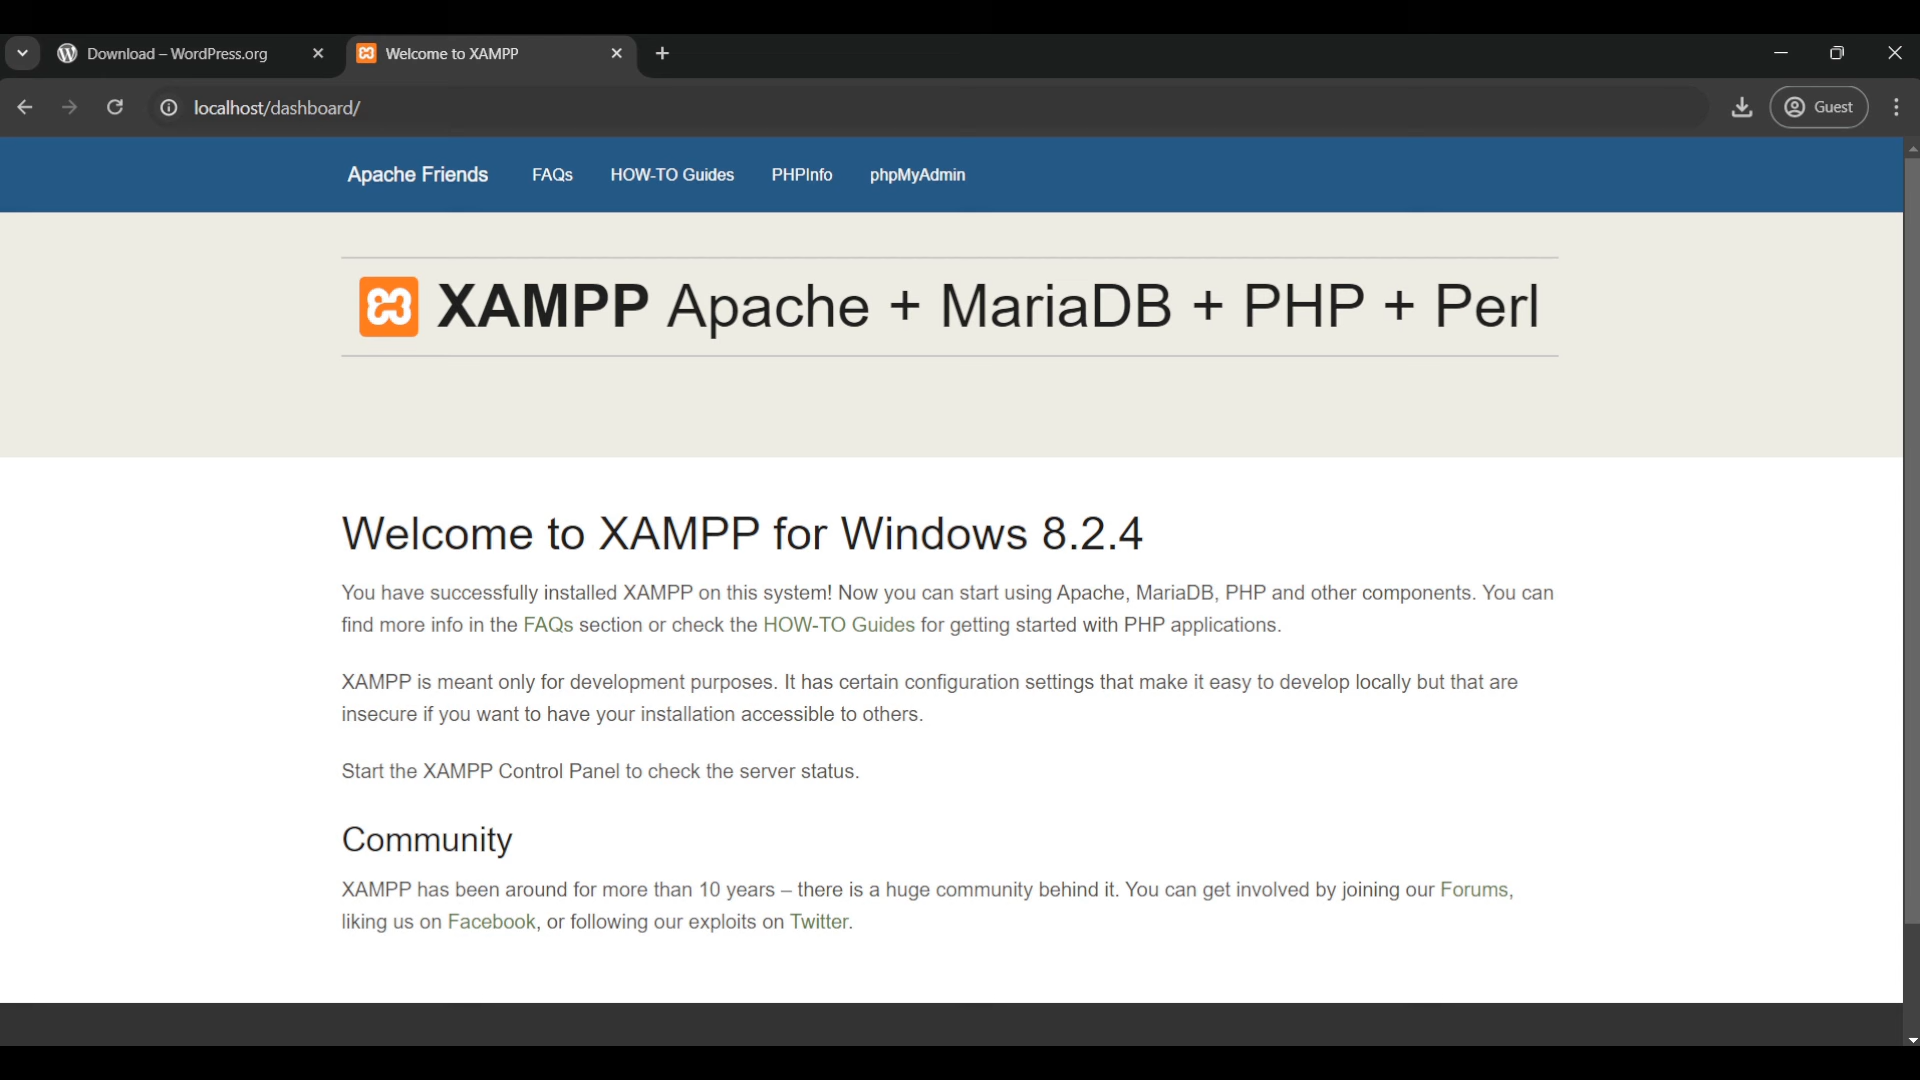 Download – WordPress.org
Welcome to XAMPP
localhost/dashboard/
Guest
Apache Friends
FAQs
HOW-TO Guides
PHPInfo
phpMyAdmin
XAMPP Apache + MariaDB + PHP + Perl
Welcome to XAMPP for Windows 8.2.4
You have successfully installed XAMPP on this system! Now you can start using Apache, MariaDB, PHP and other components. You can
find more info in the FAQs section or check the HOW-TO Guides for getting started with PHP applications.
XAMPP is meant only for development purposes. It has certain configuration settings that make it easy to develop locally but that are
insecure if you want to have your installation accessible to others.
Start the XAMPP Control Panel to check the server status.
Community
XAMPP has been around for more than 10 years – there is a huge community behind it. You can get involved by joining our Forums,
liking us on Facebook, or following our exploits on Twitter.